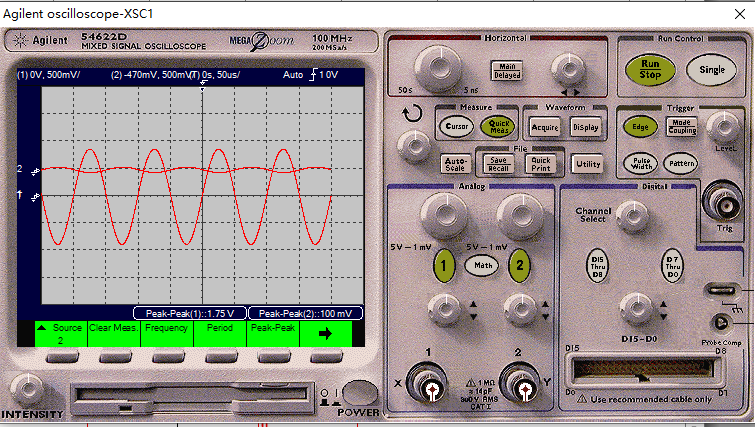 Agilent oscilloscope-XSC1
Agilent 54622D
MIXED SIGNAL OSCILLOSCOPE
MEGA Zoom
100 MHz
200 MSa/s
(1) 0V, 500mV/ (2) -470mV, 500mV/ (T) 0s, 50us/ Auto 1 0V
2
1
Peak-Peak(1)::1.75 V
Peak-Peak(2)::100 mV
Source
2
Clear Meas.
Frequency
Period
Peak-Peak
INTENSITY
POWER
Horizontal
50 s
5 ns
Main
Delayed
Run Control
Run
Stop
Single
Measure
Cursor
Quick
Meas
Waveform
Acquire
Display
File
Auto-
Scale
Save
Recall
Quick
Print
Utility
Trigger
Edge
Mode
Coupling
Pulse
Width
Pattern
Level
Trig
Analog
5 V – 1 mV
5 V – 1 mV
1
Math
2
1
2
X
Y
1 MΩ
≅ 14pF
300 V RMS
CAT I
Digital
Channel
Select
D15
Thru
D8
D7
Thru
D0
D15-D0
Probe Comp
D15
D8
D0
D1
Use recommended cable only